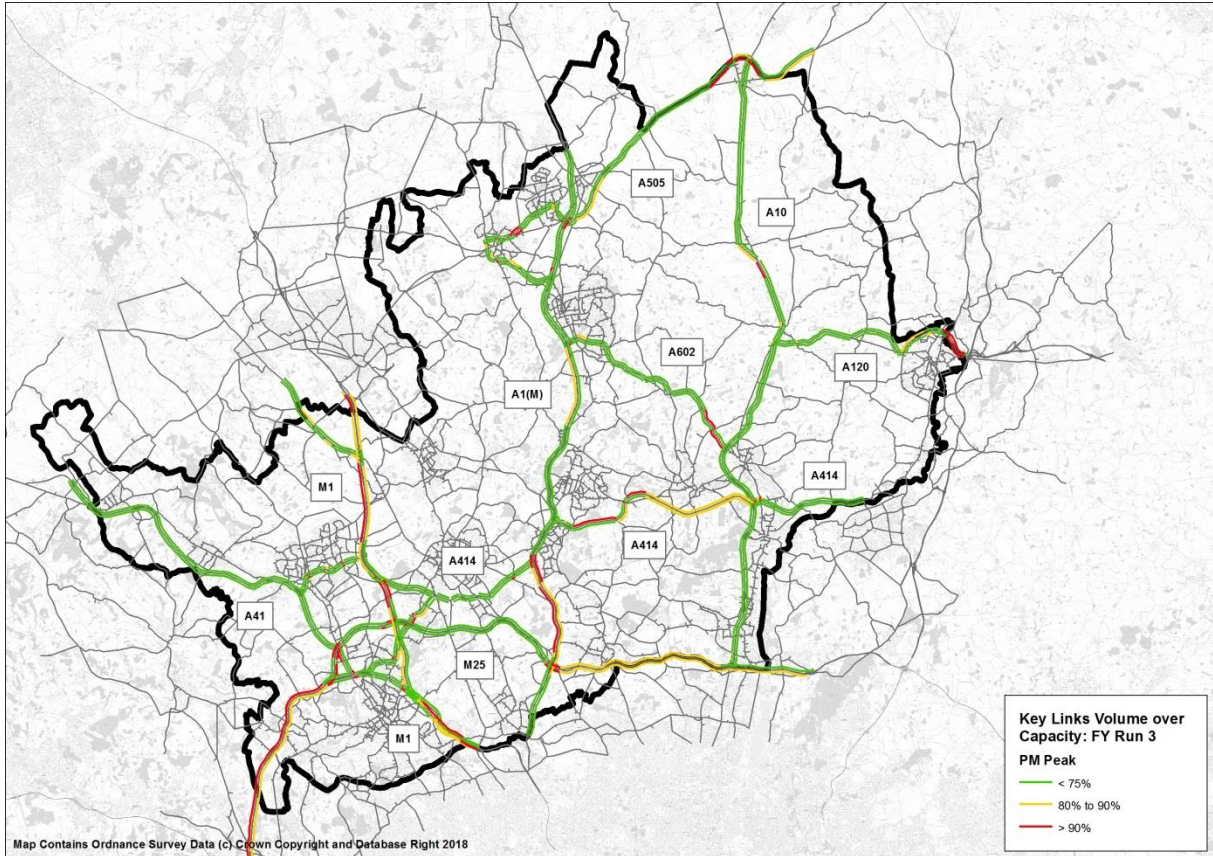 A505
A10
A602
A120
A1(M)
M1
A414
A414
A414
A41
M25
M1
Key Links Volume over
Capacity: FY Run 3
PM Peak
< 75%
80% to 90%
> 90%
Map Contains Ordnance Survey Data (c) Crown Copyright and Database Right 2018